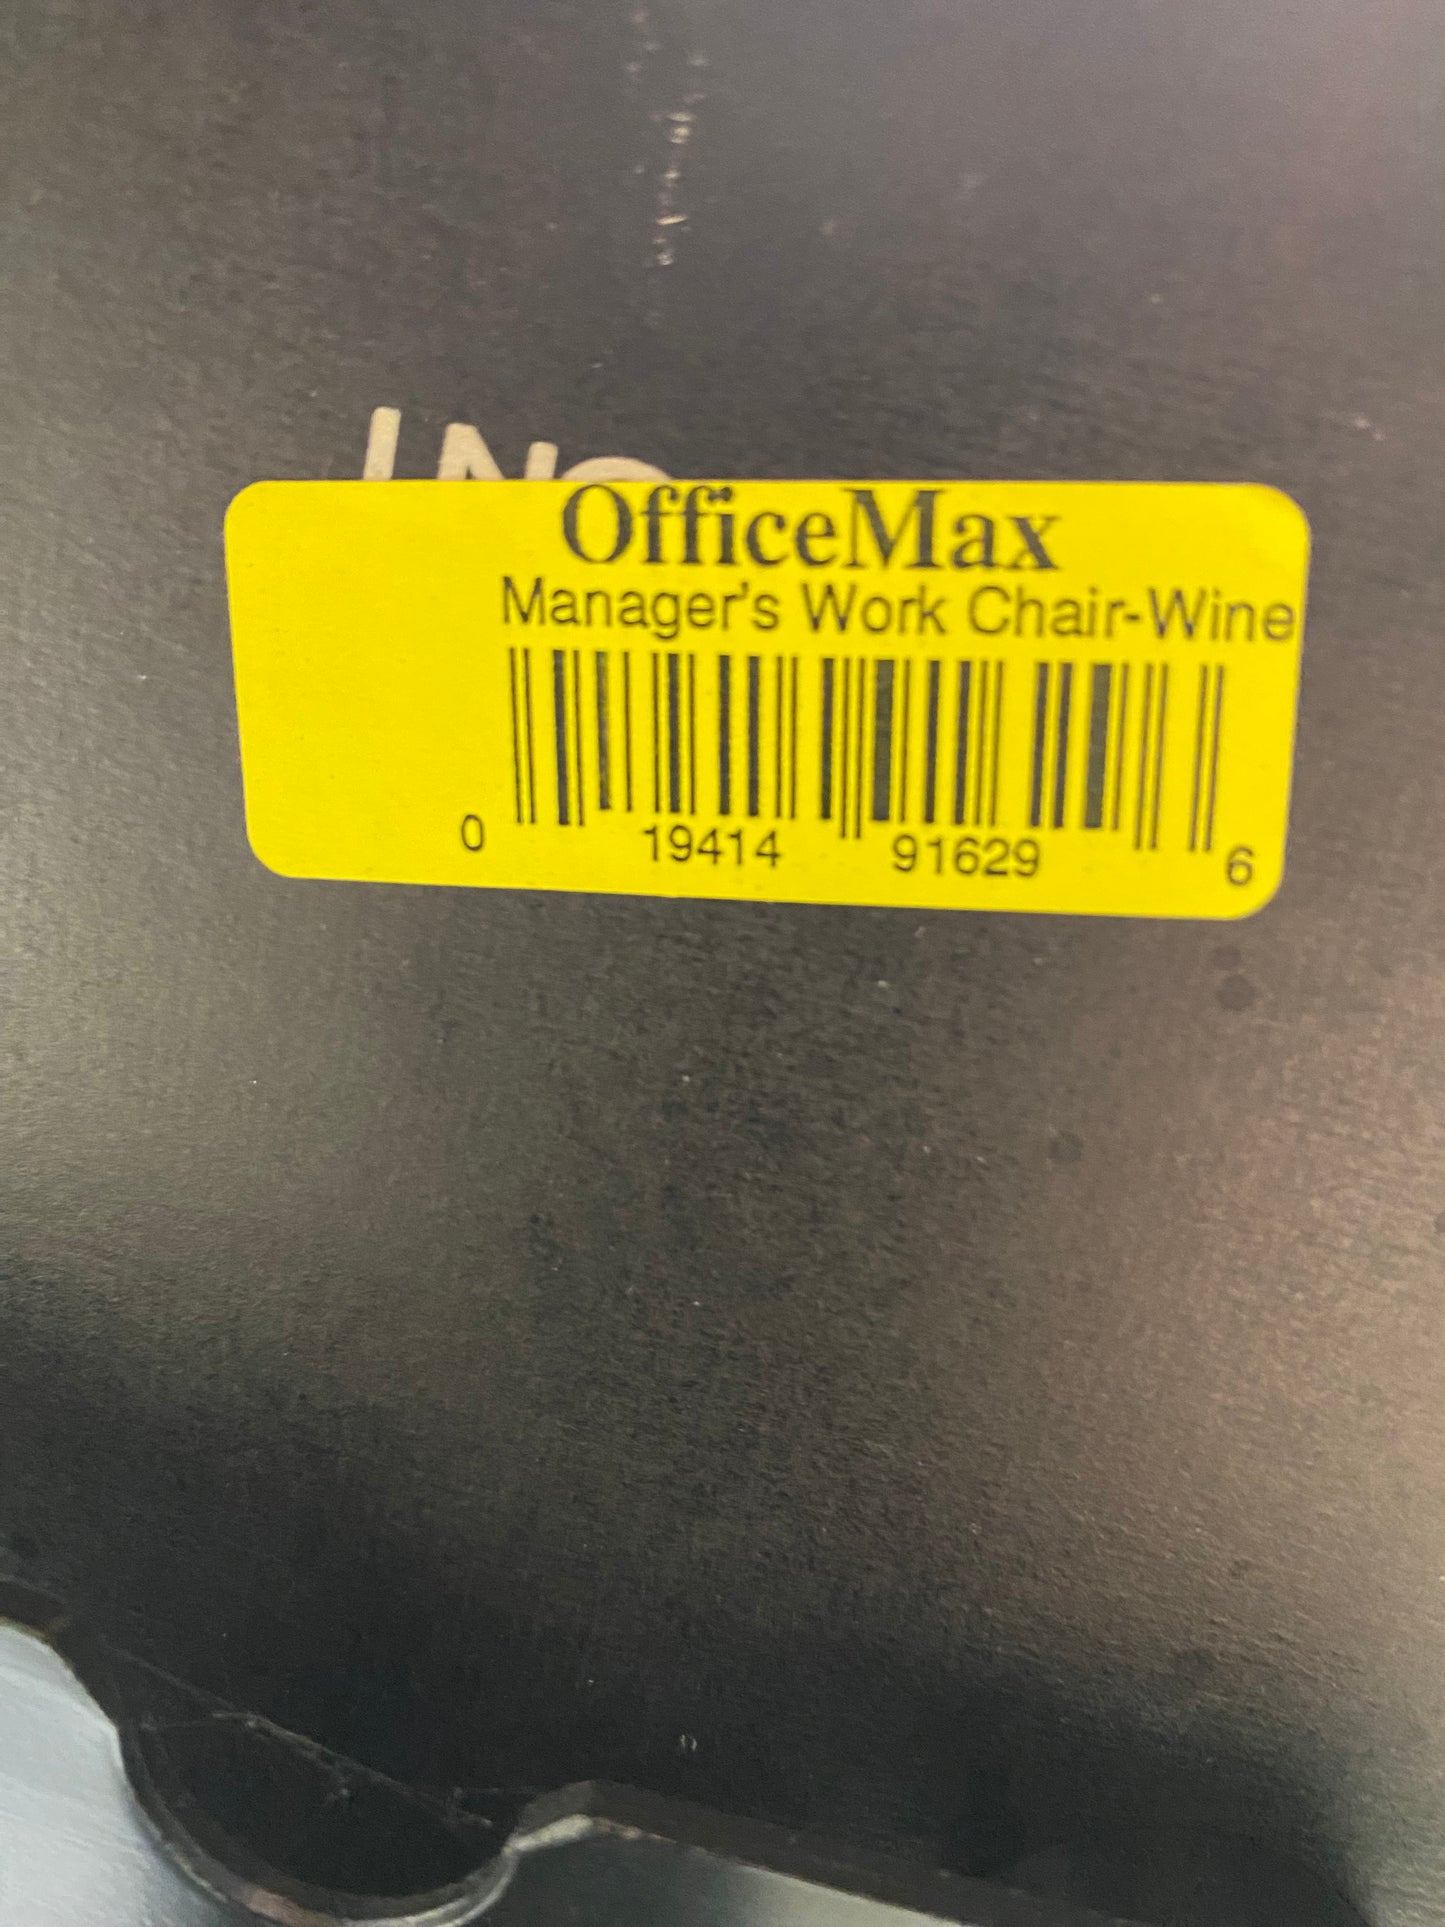 OfficeMax
Manager's Work Chair-Wine
0 19414 91629 6